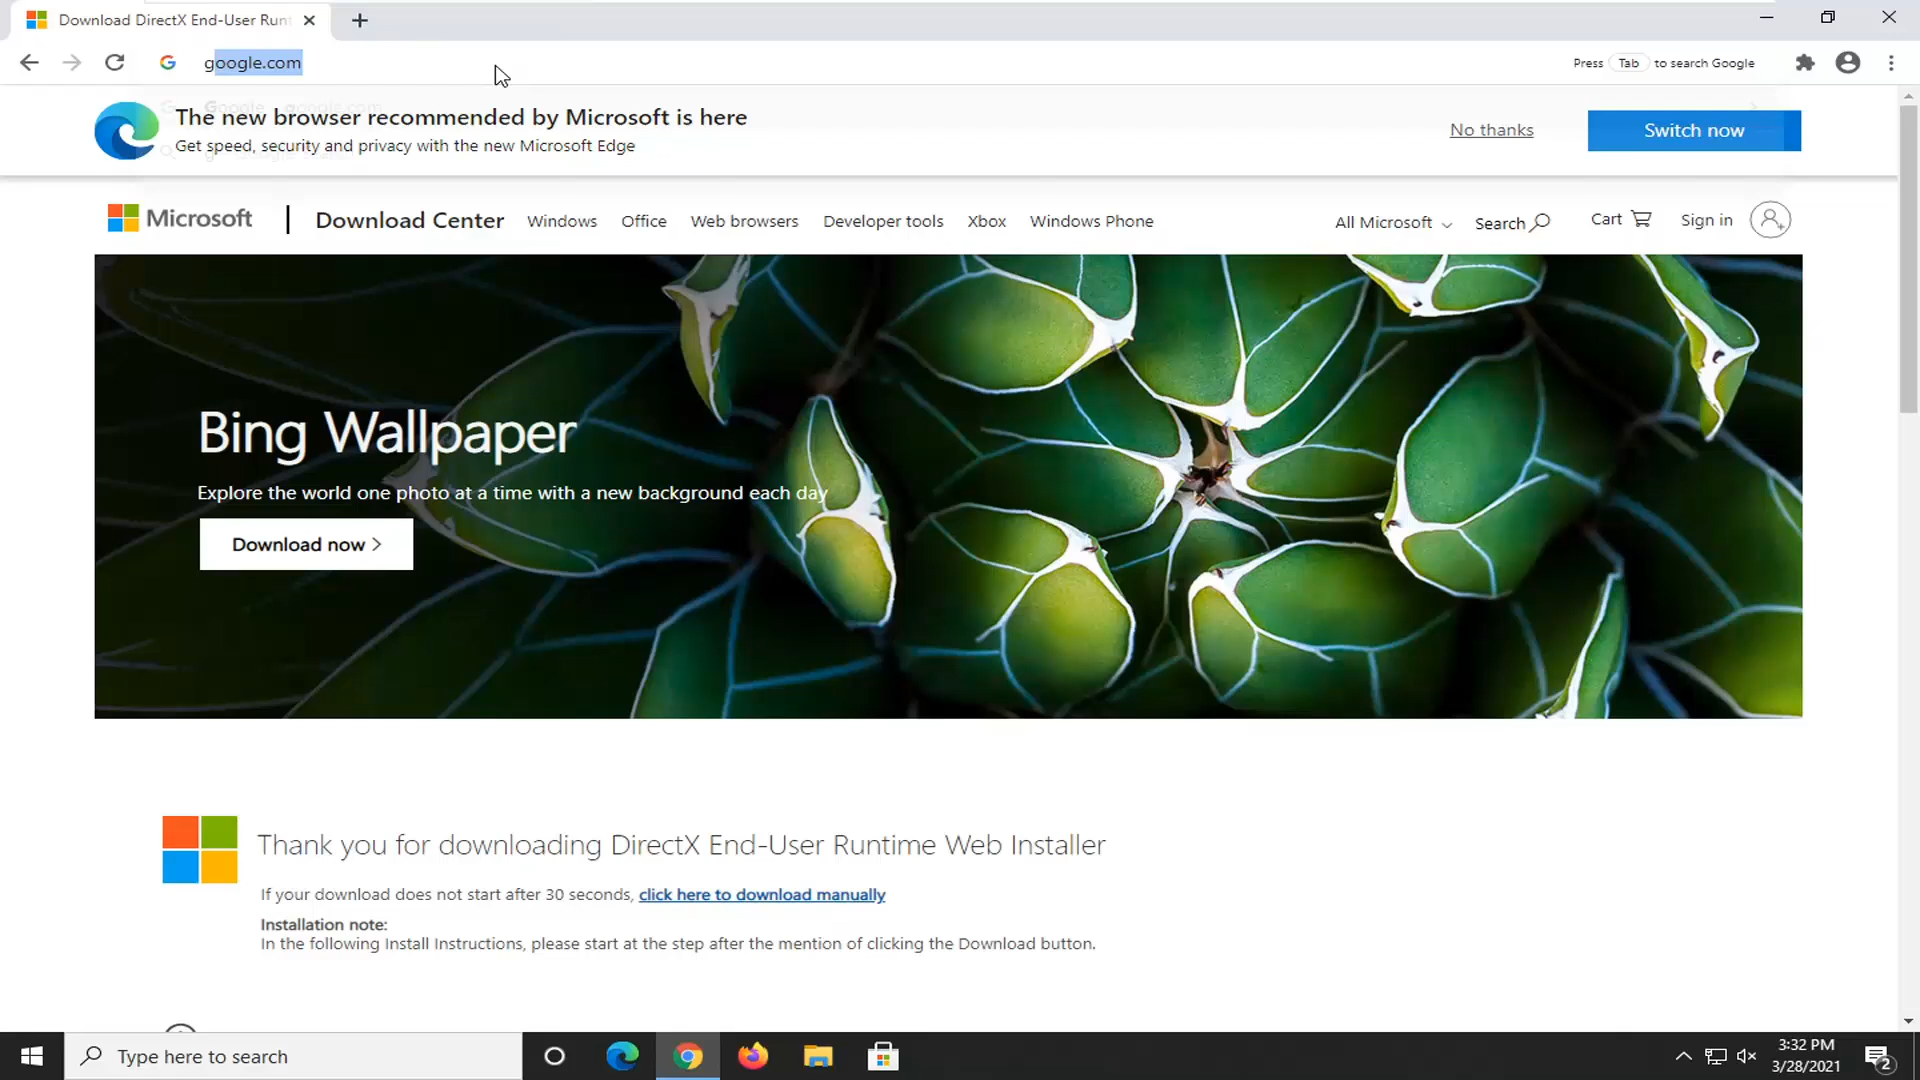 Download DirectX End-User Runt
google.com
Press Tab to search Google
The new browser recommended by Microsoft is here
Get speed, security and privacy with the new Microsoft Edge
No thanks
Switch now
Microsoft
Download Center
Windows
Office
Web browsers
Developer tools
Xbox
Windows Phone
All Microsoft
Search
Cart
Sign in
Bing Wallpaper
Explore the world one photo at a time with a new background each day
Download now >
Thank you for downloading DirectX End-User Runtime Web Installer
If your download does not start after 30 seconds, click here to download manually
Installation note:
In the following Install Instructions, please start at the step after the mention of clicking the Download button.
Type here to search
3:32 PM
3/28/2021
2